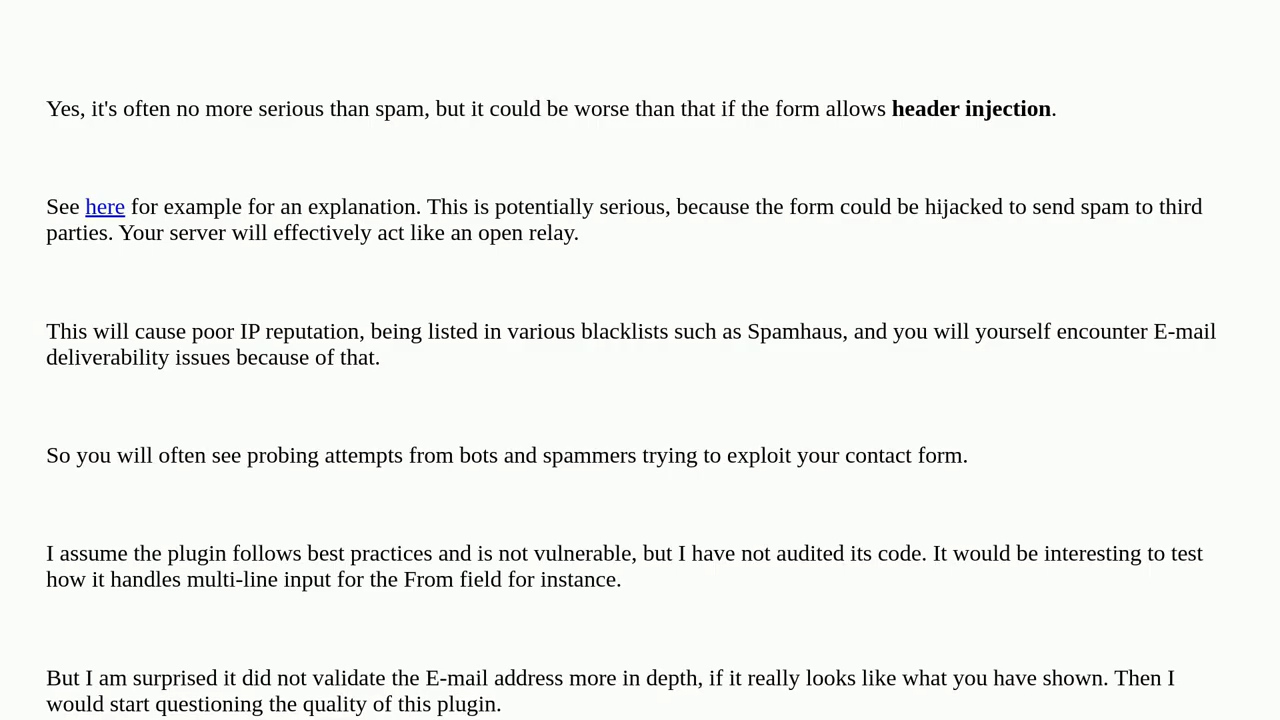 Yes, it's often no more serious than spam, but it could be worse than that if the form allows header injection.
See here for example for an explanation. This is potentially serious, because the form could be hijacked to send spam to third
parties. Your server will effectively act like an open relay.
This will cause poor IP reputation, being listed in various blacklists such as Spamhaus, and you will yourself encounter E-mail
deliverability issues because of that.
So you will often see probing attempts from bots and spammers trying to exploit your contact form.
I assume the plugin follows best practices and is not vulnerable, but I have not audited its code. It would be interesting to test
how it handles multi-line input for the From field for instance.
But I am surprised it did not validate the E-mail address more in depth, if it really looks like what you have shown. Then I
would start questioning the quality of this plugin.